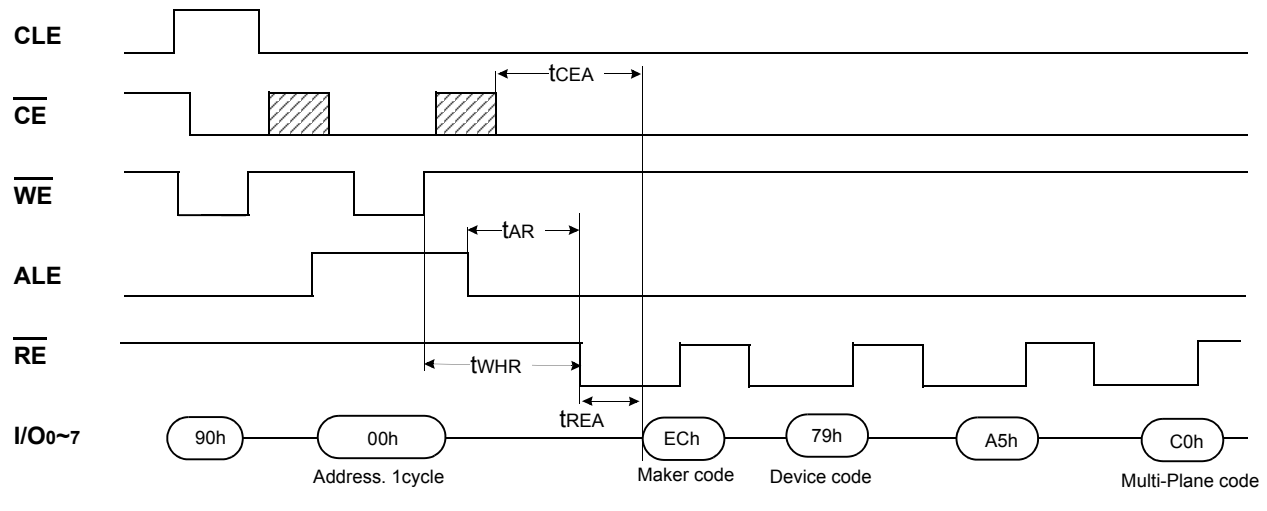 CLE
tCEA
CE
WE
tAR
ALE
RE
tWHR
tREA
I/O0~7
90h
00h
ECh
79h
A5h
C0h
Address. 1cycle
Maker code
Device code
Multi-Plane code